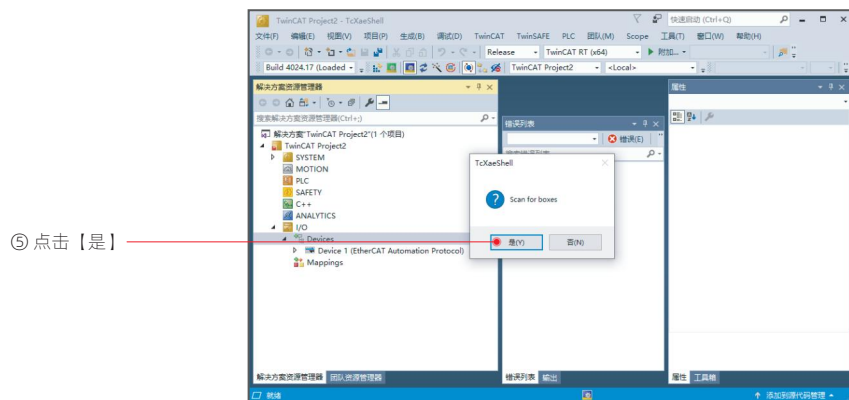 TwinCAT Project2 - TcXaeShell
快速启动 (Ctrl+Q)
文件(F) 编辑(E) 视图(V) 项目(P) 生成(B) 调试(D) TwinCAT TwinSAFE PLC 团队(M) Scope 工具(T) 窗口(W) 帮助(H)
Release TwinCAT RT (x64) 附加...
Build 4024.17 (Loaded TwinCAT Project2 <Local>
解决方案资源管理器
搜索解决方案资源管理器(Ctrl+;)
解决方案"TwinCAT Project2"(1 个项目)
TwinCAT Project2
SYSTEM
MOTION
PLC
SAFETY
C++
ANALYTICS
I/O
Devices
Device 1 (EtherCAT Automation Protocol)
Mappings
解决方案资源管理器 团队资源管理器
错误列表
错误(E)
错误列表 输出
TcXaeShell
Scan for boxes
是(Y) 否(N)
属性
属性 工具箱
就绪
添加到源代码管理
⑤ 点击【是】